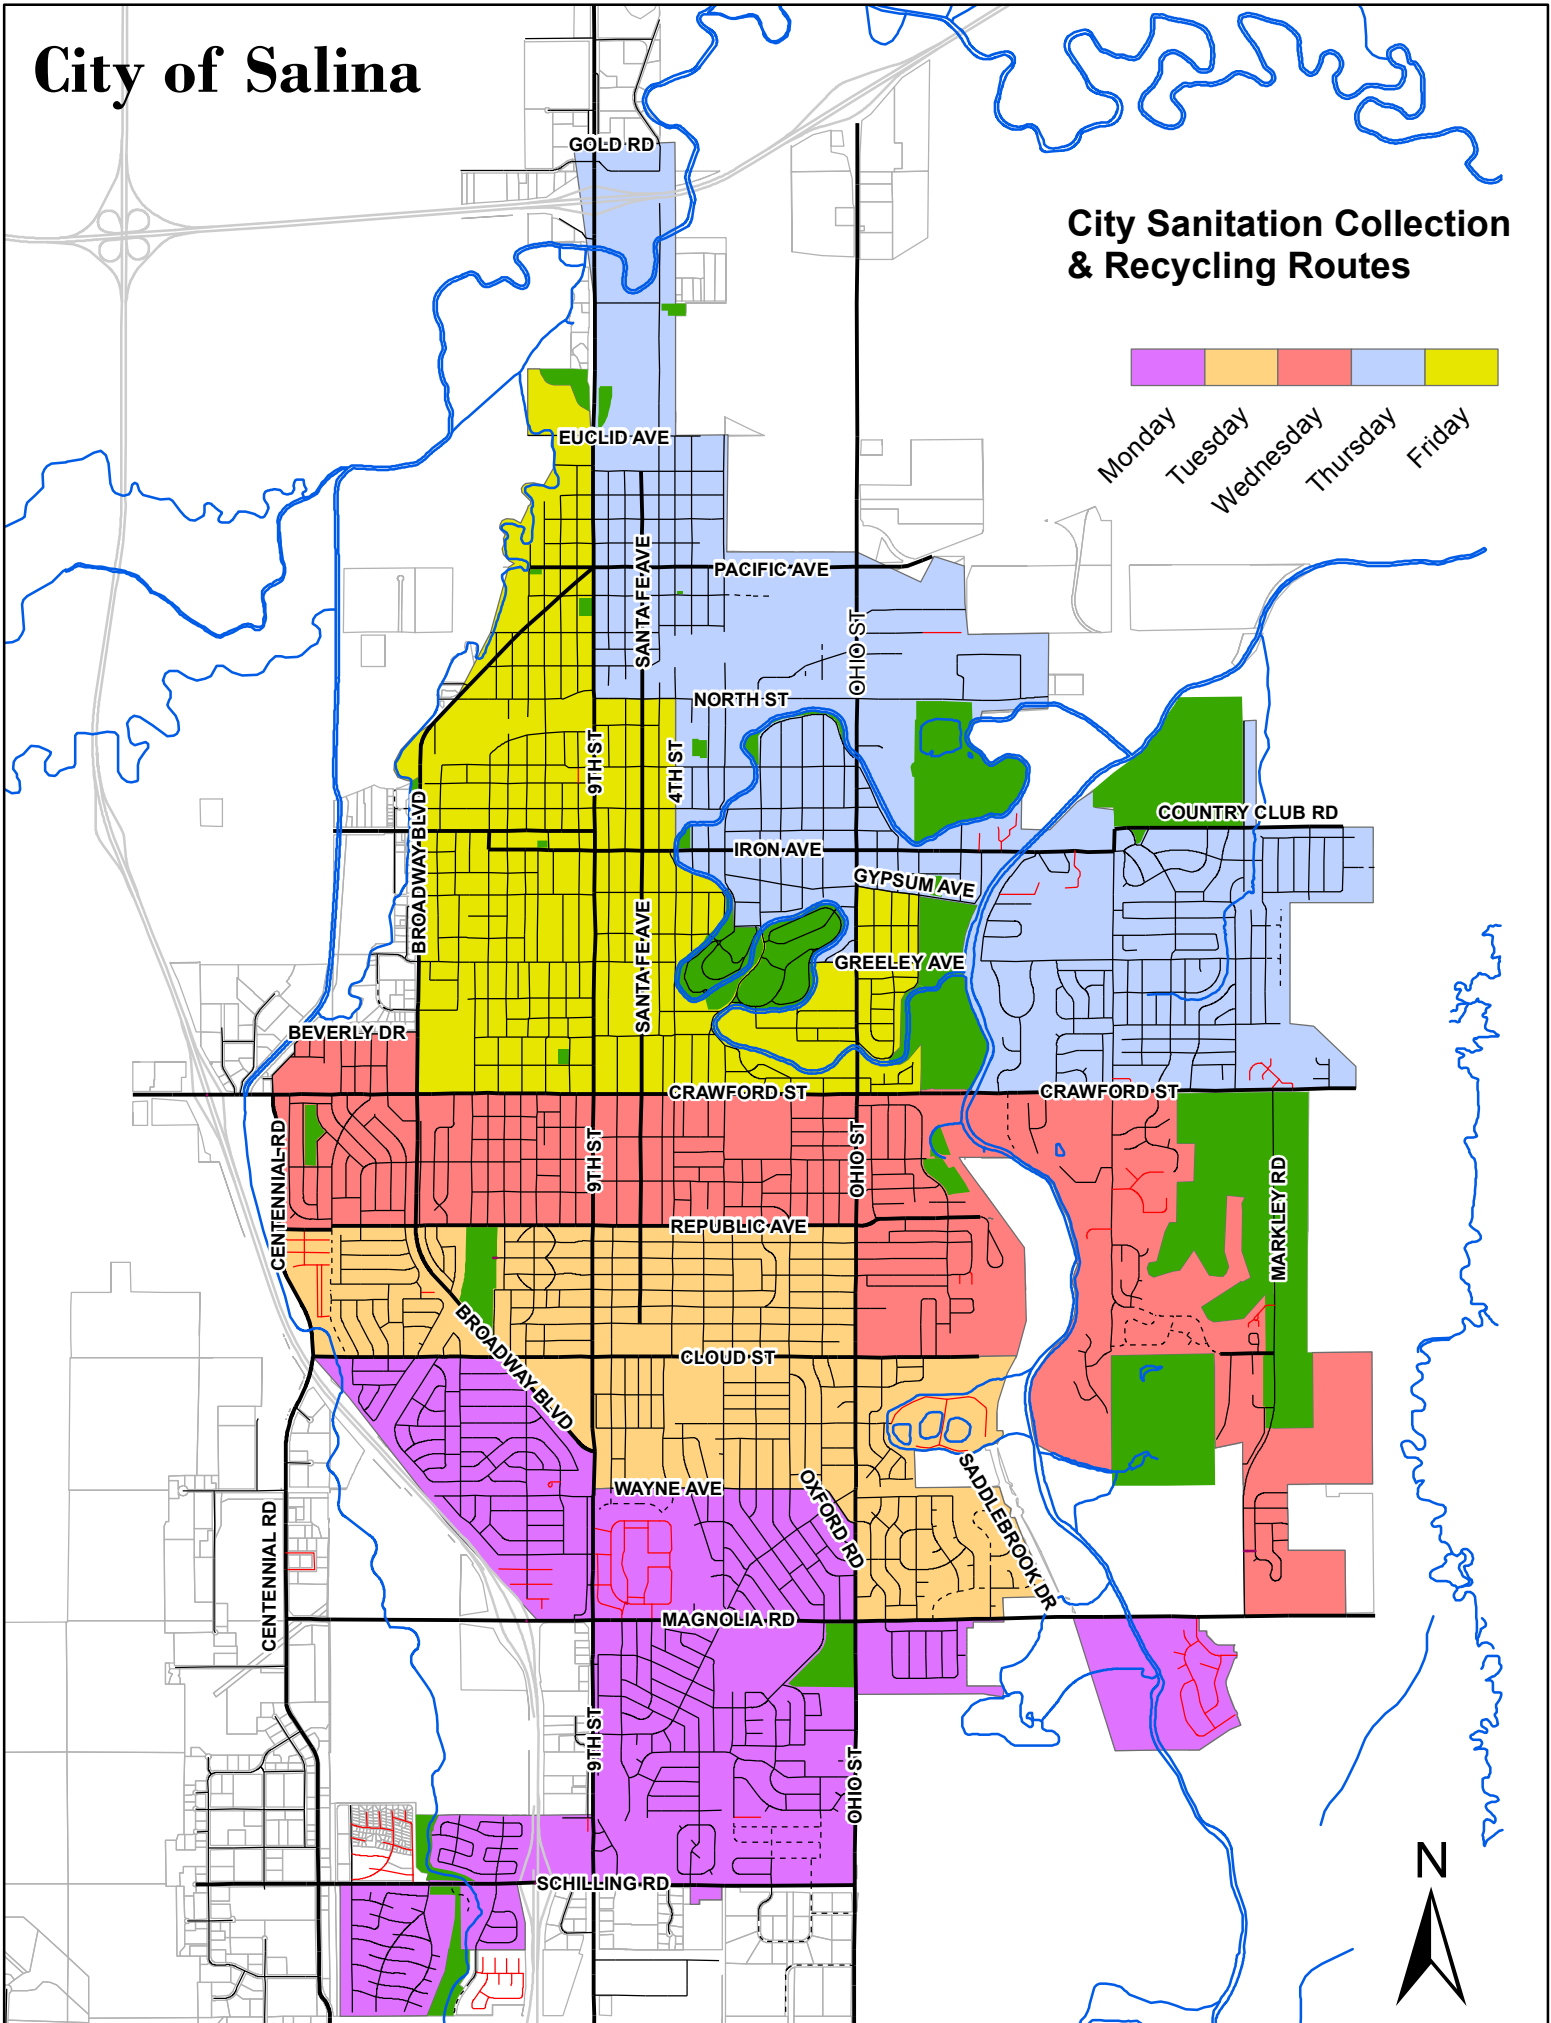 City of Salina
GOLD RD
City Sanitation Collection
& Recycling Routes
Monday
Tuesday
Wednesday
Thursday
Friday
EUCLID AVE
SANTA FE AVE
PACIFIC AVE
OHIO ST
NORTH ST
9TH ST
4TH ST
BROADWAY BLVD
COUNTRY CLUB RD
IRON AVE
GYPSUM AVE
SANTA FE AVE
GREELEY AVE
BEVERLY DR
CRAWFORD ST
CRAWFORD ST
CENTENNIAL RD
9TH ST
OHIO ST
MARKLEY RD
REPUBLIC AVE
BROADWAY BLVD
CLOUD ST
WAYNE AVE
OXFORD RD
SADDLEBROOK DR
CENTENNIAL RD
MAGNOLIA RD
9TH ST
OHIO ST
SCHILLING RD
N